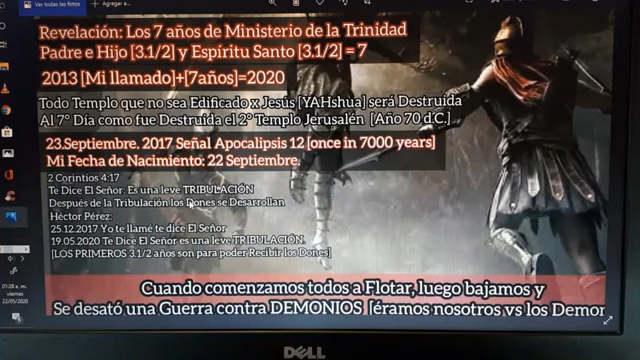 Ver todas las fotos
Agregar a...
Revelación: Los 7 años de Ministerio de la Trinidad
Padre e Hijo [3.1/2] y Espíritu Santo [3.1/2] = 7
2013 [Mi llamado]+[7años]=2020
Todo Templo que no sea Edificado x Jesús [YAHshua] será Destruida
Al 7° Día como fue Destruida el 2° Templo Jerusalén [Año 70 d.C.]
23.Septiembre. 2017 Señal Apocalipsis 12 [once in 7000 years]
Mi Fecha de Nacimiento: 22 Septiembre.
2 Corintios 4:17
Te Dice El Señor: Es una leve TRIBULACIÓN
Después de la Tribulación los Dones se Desarrollan
Héctor Pérez:
25.12.2017 Yo te llamé te dice El Señor
19.05.2020 Te Dice El Señor es una leve TRIBULACIÓN.
[LOS PRIMEROS 3.1/2 años son para poder Recibir los Dones]
01:28 a. m.
viernes
22/05/2020
Cuando comenzamos todos a Flotar, luego bajamos y
Se desató una Guerra contra DEMONIOS [éramos nosotros vs los Demon
DELL